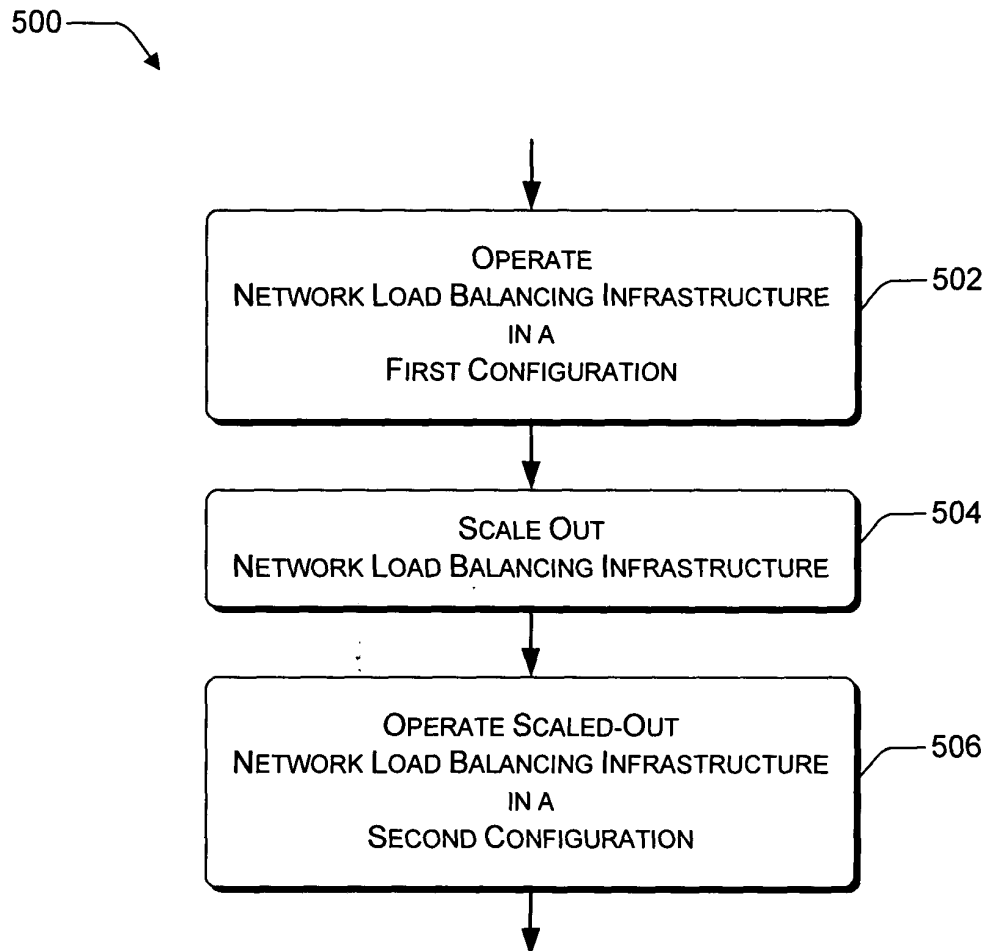 500
OPERATE
NETWORK LOAD BALANCING INFRASTRUCTURE
IN A
FIRST CONFIGURATION
502
SCALE OUT
NETWORK LOAD BALANCING INFRASTRUCTURE
504
OPERATE SCALED-OUT
NETWORK LOAD BALANCING INFRASTRUCTURE
IN A
SECOND CONFIGURATION
506